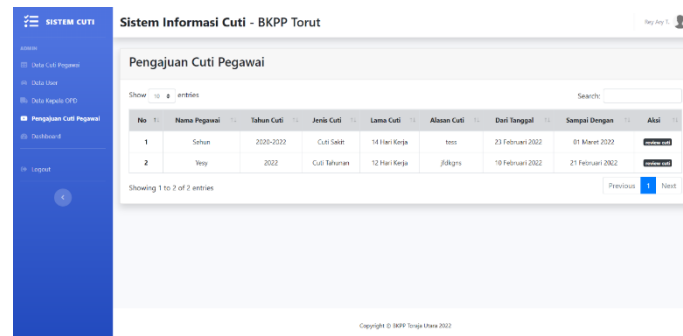 SISTEM CUTI
Sistem Informasi Cuti - BKPP Torut
Rey Ary T.
ADMIN
Data Cuti Pegawai
Data User
Data Kepala OPD
Pengajuan Cuti Pegawai
Dashboard
Logout
Pengajuan Cuti Pegawai
Show 10 entries Search:
No Nama Pegawai Tahun Cuti Jenis Cuti Lama Cuti Alasan Cuti Dari Tanggal Sampai Dengan Aksi
1 Sehun 2020-2022 Cuti Sakit 14 Hari Kerja tess 23 Februari 2022 01 Maret 2022 review cuti
2 Yesy 2022 Cuti Tahunan 12 Hari Kerja jfdkgns 10 Februari 2022 21 Februari 2022 review cuti
Showing 1 to 2 of 2 entries
Previous 1 Next
Copyright © BKPP Toraja Utara 2022